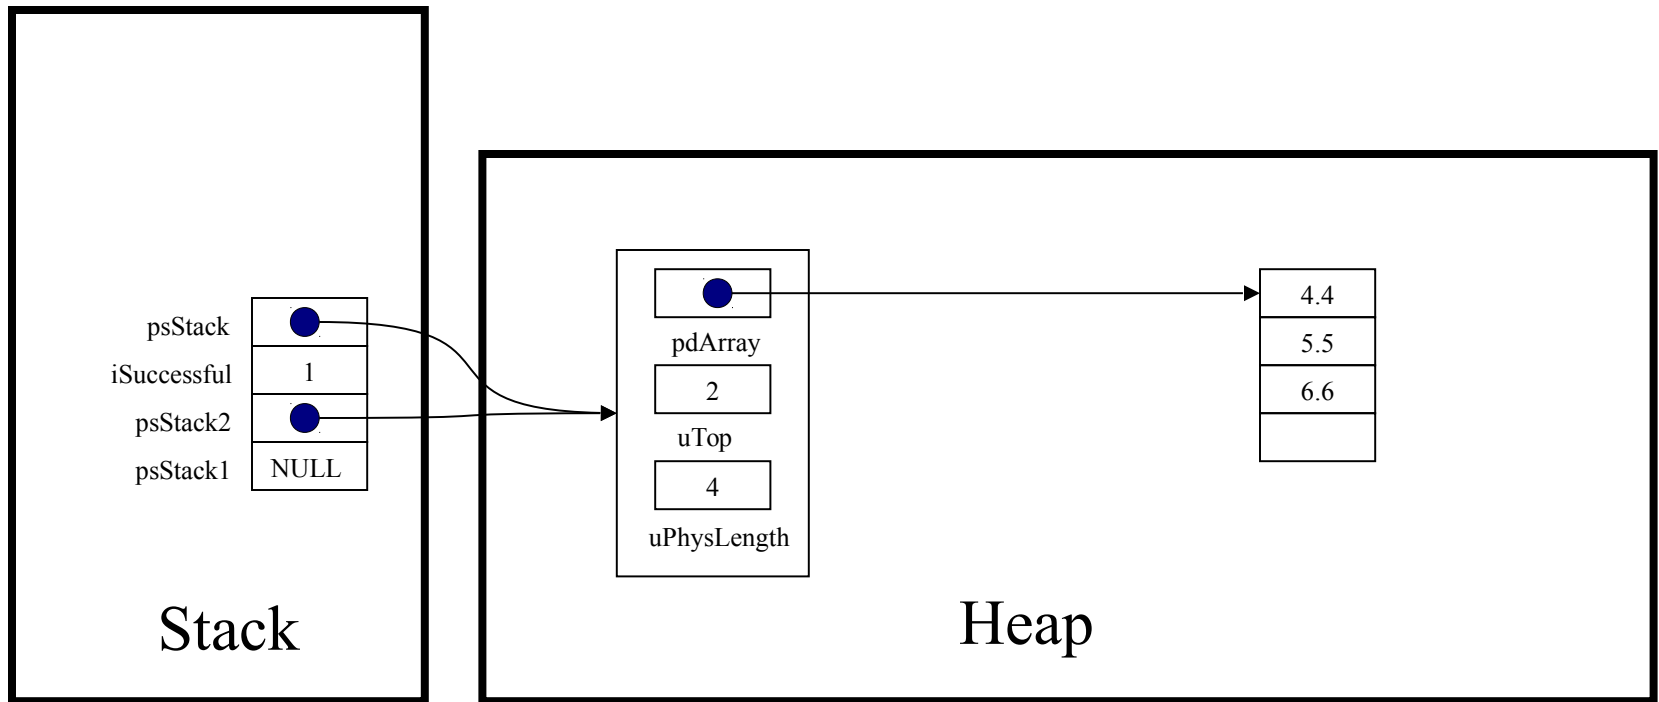 psStack
iSuccessful 1
psStack2
psStack1 NULL
Stack
pdArray
2
uTop
4
uPhysLength
4.4
5.5
6.6
Heap